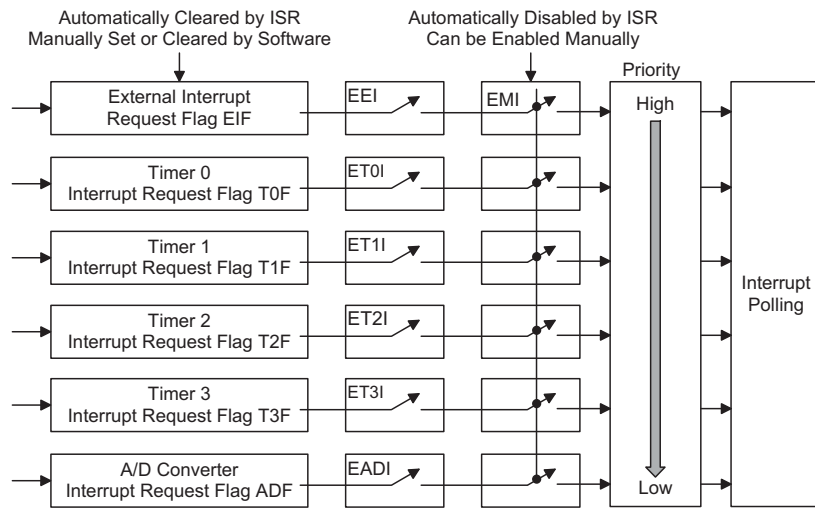 Automatically Cleared by ISR
Manually Set or Cleared by Software
Automatically Disabled by ISR
Can be Enabled Manually
Priority
External Interrupt
Request Flag EIF
EEI
EMI
High
Timer 0
Interrupt Request Flag T0F
ET0I
Timer 1
Interrupt Request Flag T1F
ET1I
Interrupt
Polling
Timer 2
Interrupt Request Flag T2F
ET2I
Timer 3
Interrupt Request Flag T3F
ET3I
A/D Converter
Interrupt Request Flag ADF
EADI
Low